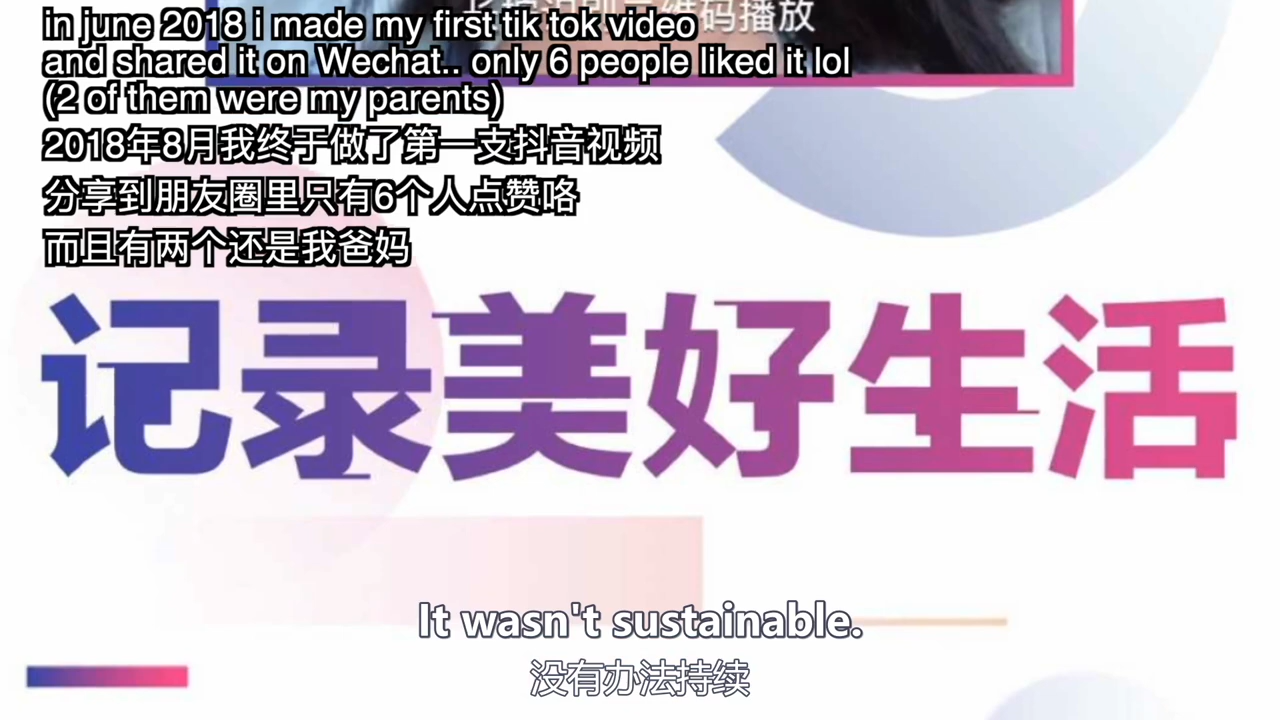 in june 2018 i made my first tik tok video
and shared it on Wechat.. only 6 people liked it lol
(2 of them were my parents)
2018年8月我终于做了第一支抖音视频
分享到朋友圈里只有6个人点赞咯
而且有两个还是我爸妈
维码播放
记录美好生活
It wasn't sustainable.
没有办法持续